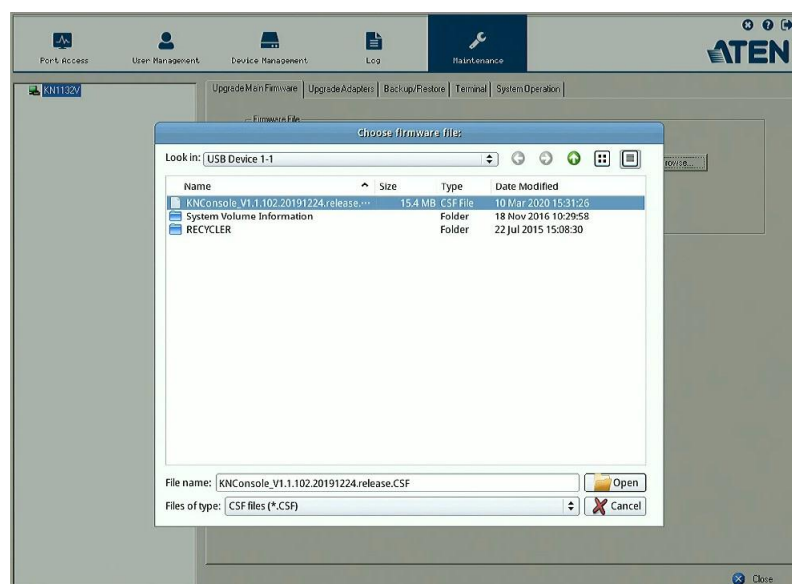 Port Access User Management Device Management Log Maintenance
ATEN
KN1132V
Upgrade Main Firmware Upgrade Adapters Backup/Restore Terminal System Operation
Firmware File
Choose firmware file:
Look in: USB Device 1-1
Name Size Type Date Modified
KNConsole_V1.1.102.20191224.release.… 15.4 MB CSF File 10 Mar 2020 15:31:26
System Volume Information Folder 18 Nov 2016 10:29:58
RECYCLER Folder 22 Jul 2015 15:08:30
File name: KNConsole_V1.1.102.20191224.release.CSF Open
Files of type: CSF files (*.CSF) Cancel
Close